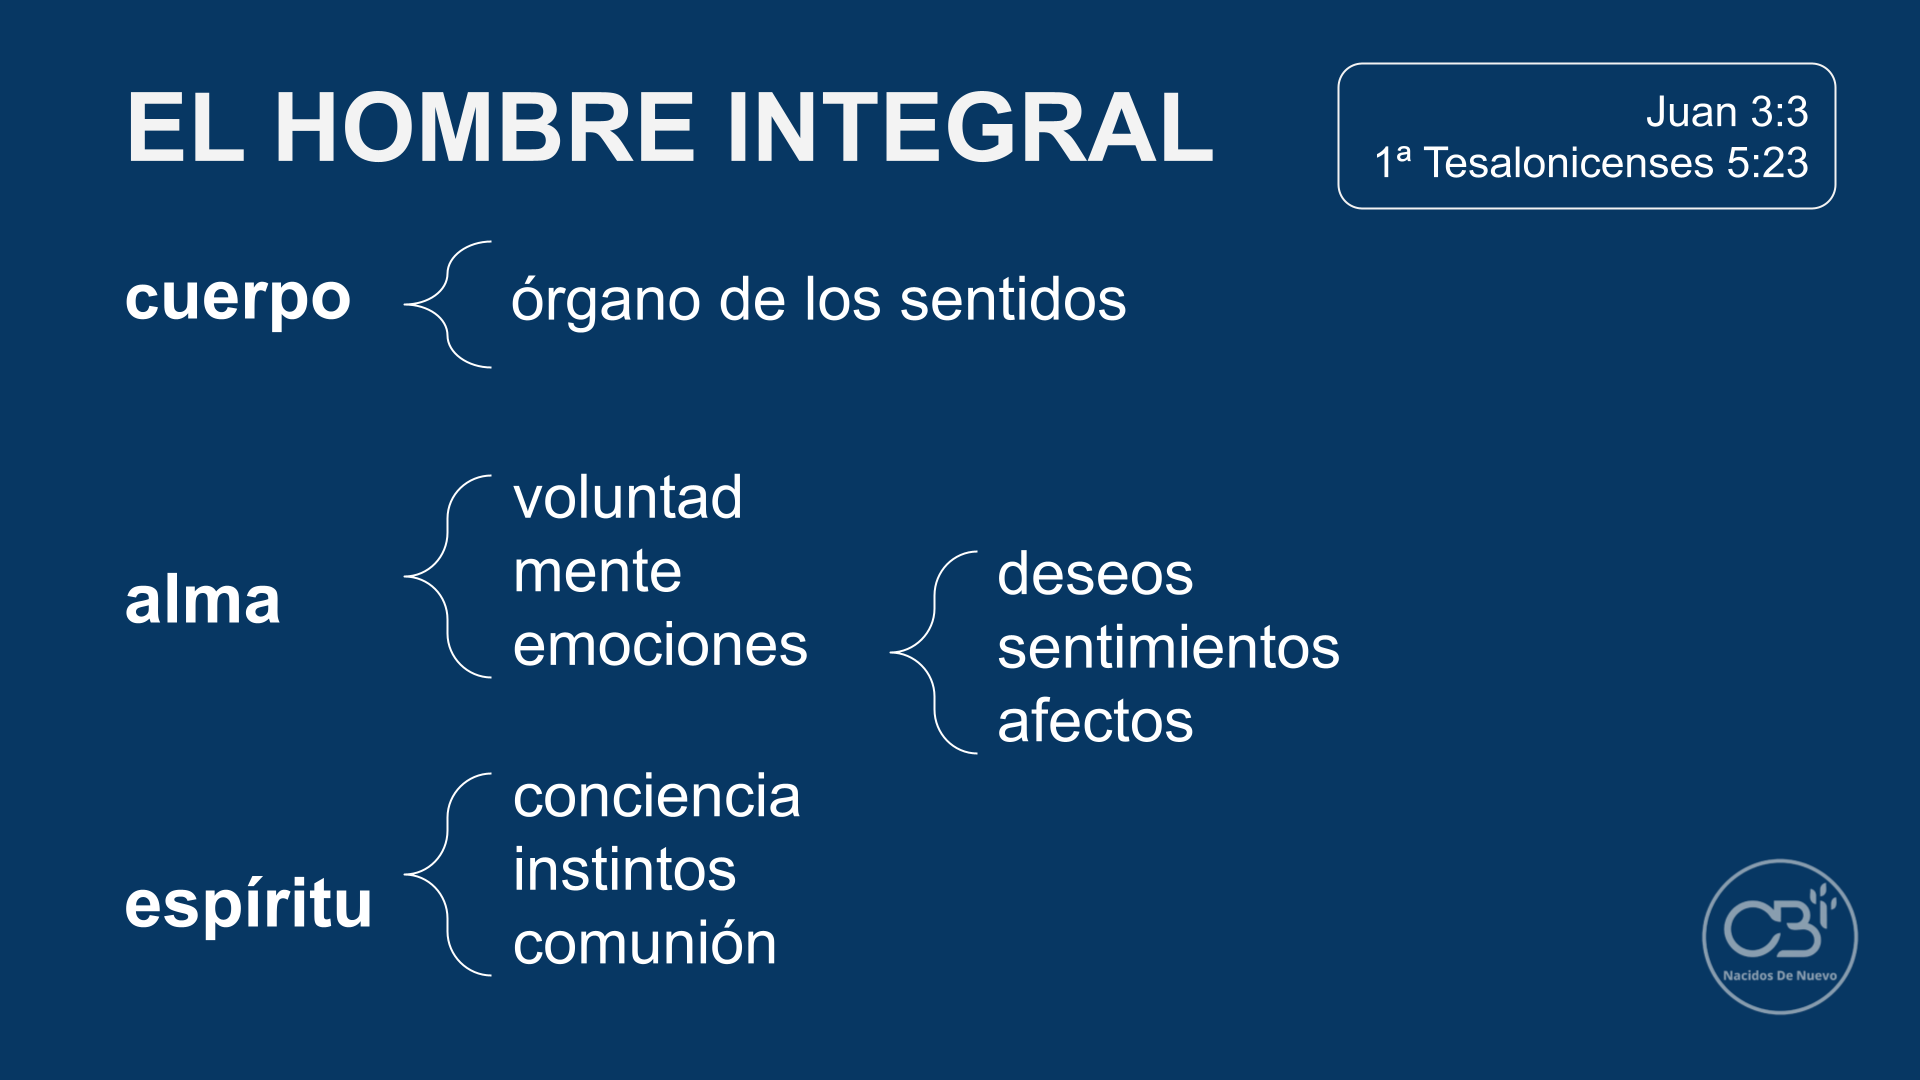 EL HOMBRE INTEGRAL
Juan 3:3
1ª Tesalonicenses 5:23
cuerpo
órgano de los sentidos
alma
voluntad
mente
emociones
deseos
sentimientos
afectos
espíritu
conciencia
instintos
comunión
CBi
Nacidos De Nuevo